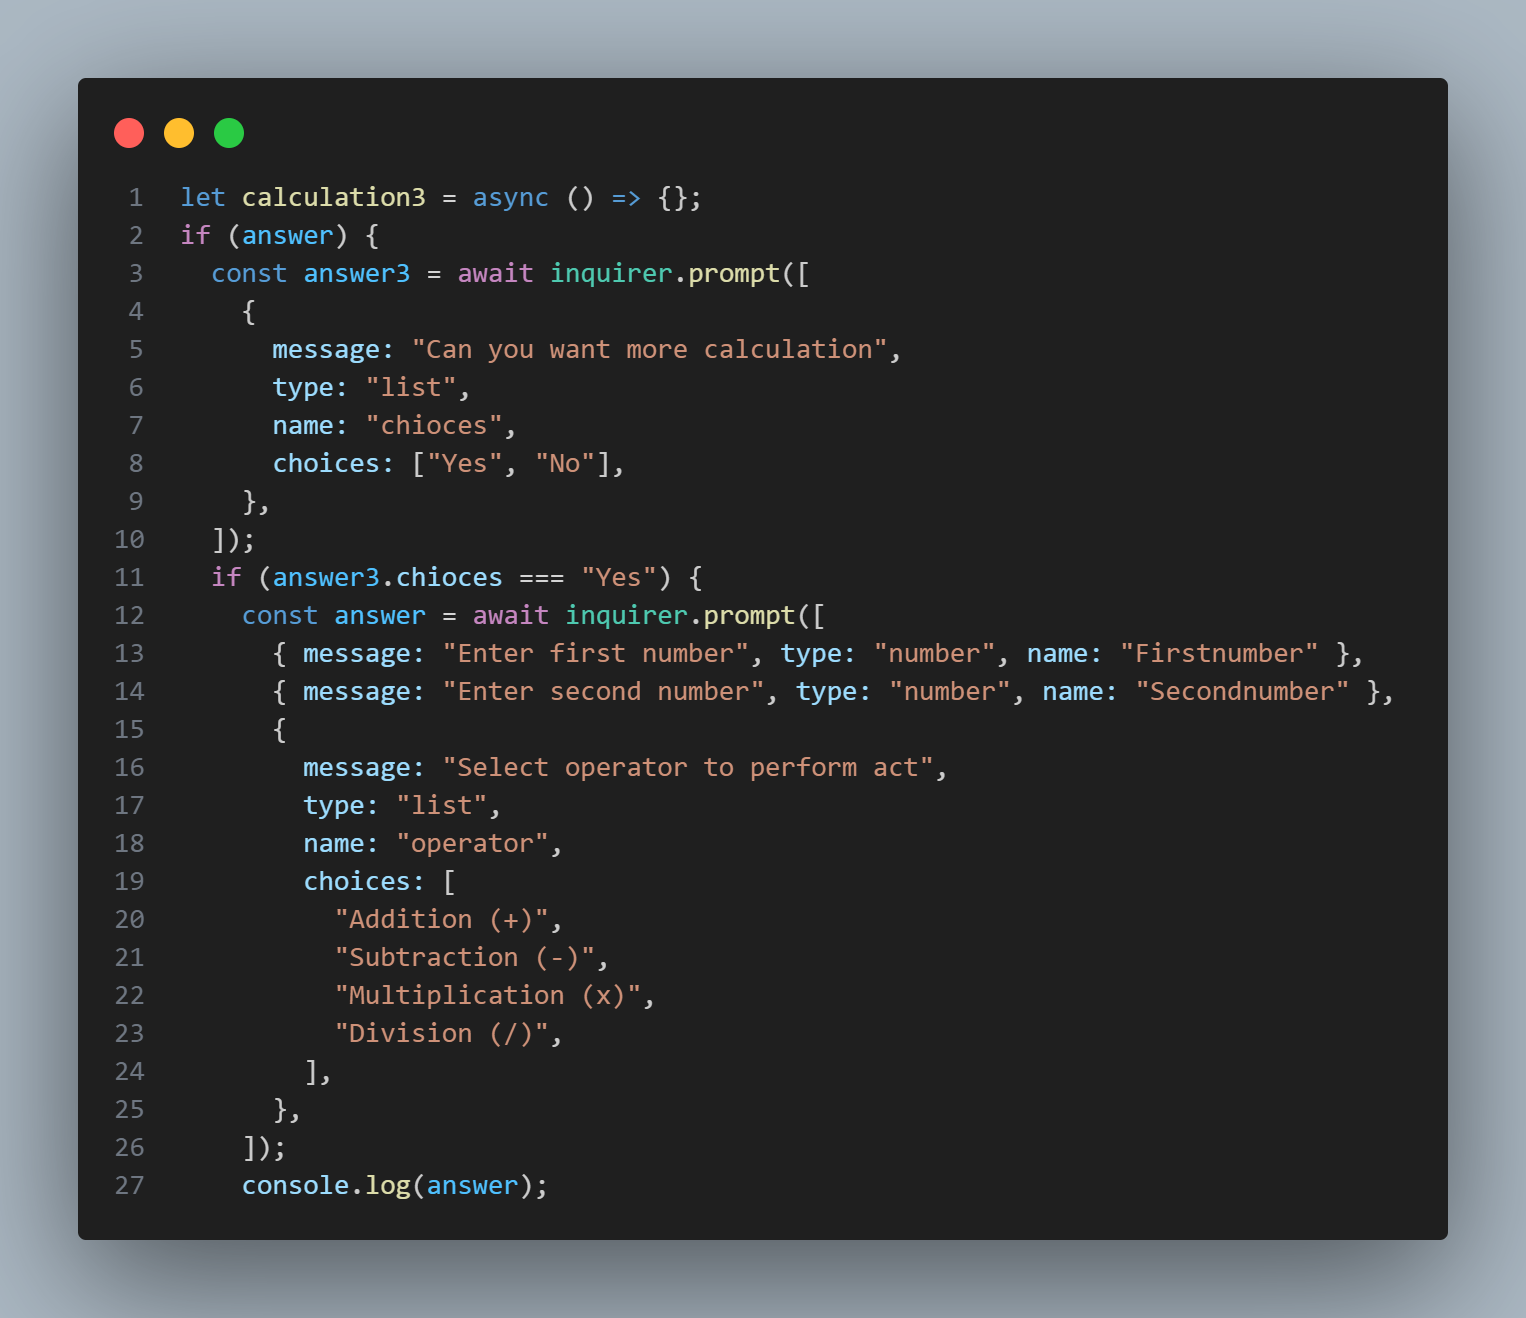 1 let calculation3 = async () => {};
2 if (answer) {
3   const answer3 = await inquirer.prompt([
4     {
5       message: "Can you want more calculation",
6       type: "list",
7       name: "chioces",
8       choices: ["Yes", "No"],
9     },
10   ]);
11   if (answer3.chioces === "Yes") {
12     const answer = await inquirer.prompt([
13       { message: "Enter first number", type: "number", name: "Firstnumber" },
14       { message: "Enter second number", type: "number", name: "Secondnumber" },
15       {
16         message: "Select operator to perform act",
17         type: "list",
18         name: "operator",
19         choices: [
20           "Addition (+)",
21           "Subtraction (-)",
22           "Multiplication (x)",
23           "Division (/)",
24         ],
25       },
26     ]);
27     console.log(answer);